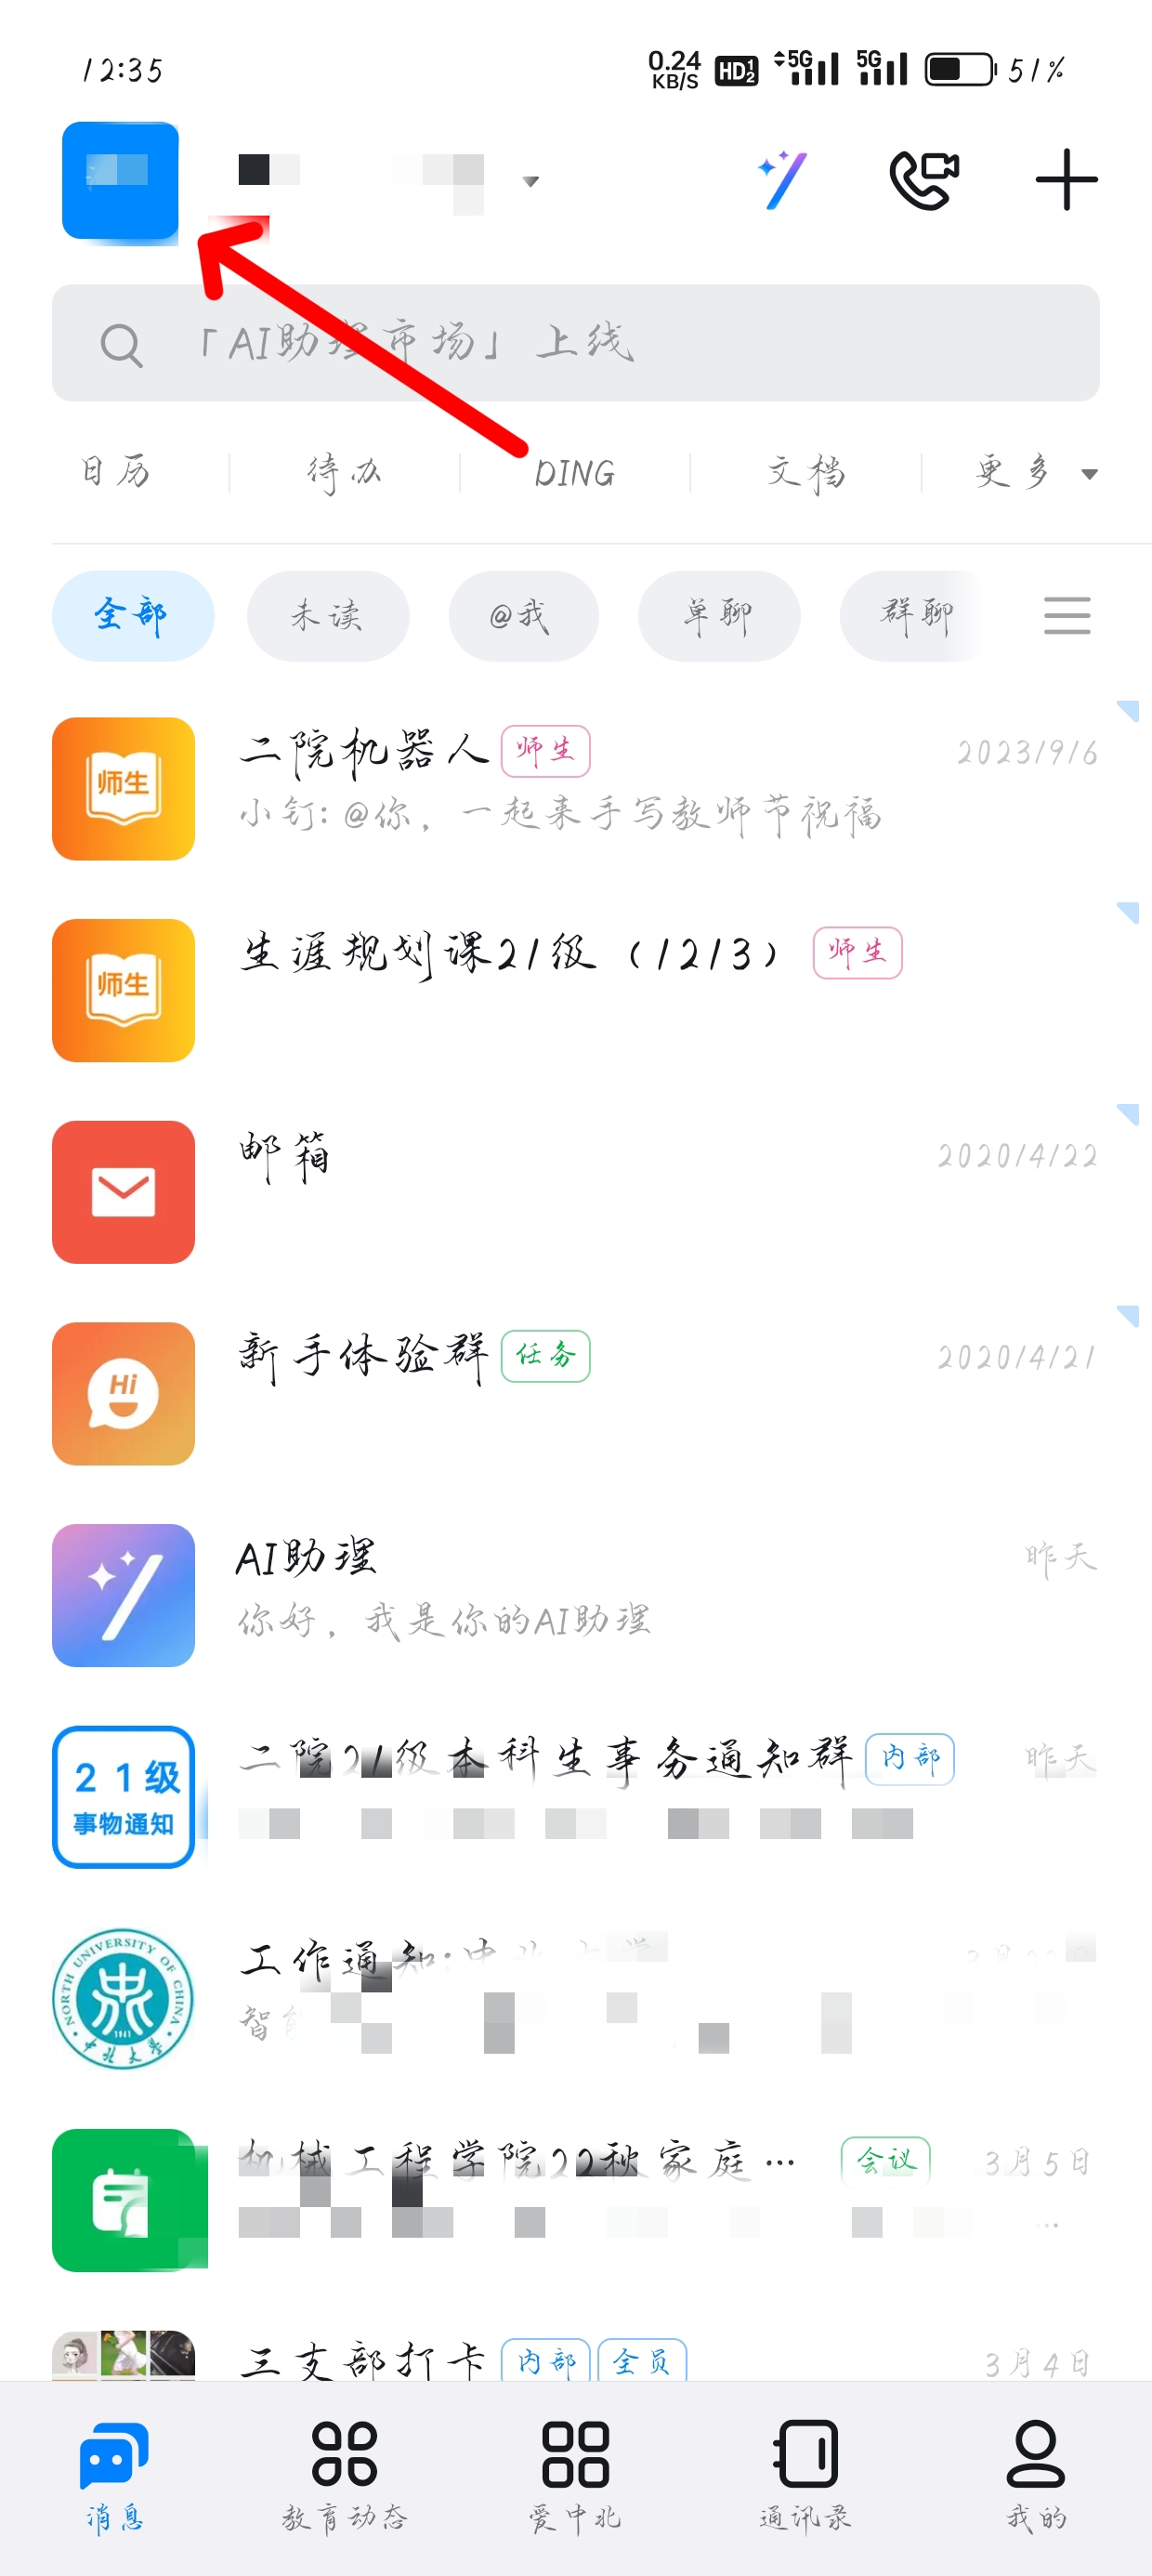 12:35
0.24 KB/S HD 1 2 5G 5G 51%
「AI助理市场」上线
日历 待办 DING 文档 更多
全部 未读 @我 单聊 群聊
师生
二院机器人 师生 2023/9/6
小钉: @你，一起来手写教师节祝福
师生
生涯规划课21级（1213） 师生
邮箱 2020/4/22
Hi
新手体验群 任务 2020/4/21
AI助理 昨天
你好，我是你的AI助理
21级
事物通知
二院21级本科生事务通知群 内部 昨天
NORTH UNIVERSITY OF CHINA
1941
中北大学
工作通知:中北大学
智能
机械工程学院22秋家庭… 会议 3月5日
…
三支部打卡 内部 全员 3月4日
消息 教育动态 爱中北 通讯录 我的